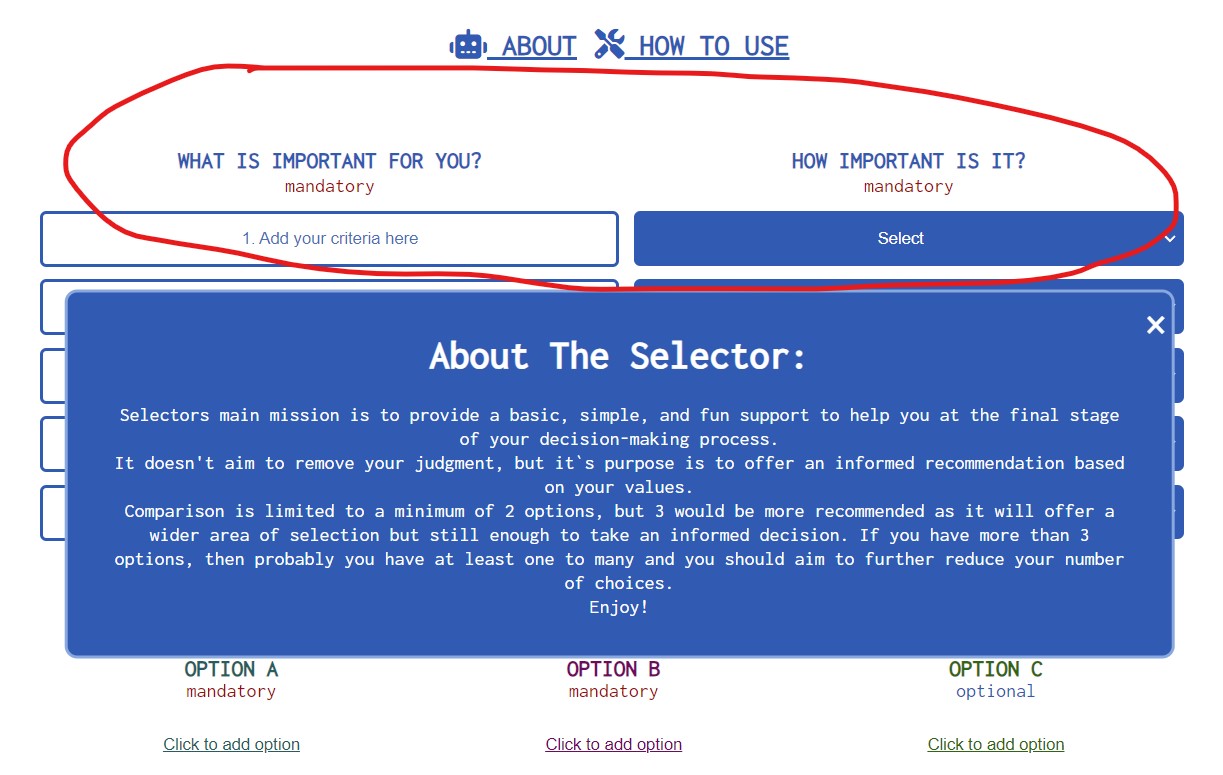 ABOUT HOW TO USE
WHAT IS IMPORTANT FOR YOU? HOW IMPORTANT IS IT?
mandatory mandatory
1. Add your criteria here Select
About The Selector:
Selectors main mission is to provide a basic, simple, and fun support to help you at the final stage
of your decision-making process.
It doesn't aim to remove your judgment, but it`s purpose is to offer an informed recommendation based
on your values.
Comparison is limited to a minimum of 2 options, but 3 would be more recommended as it will offer a
wider area of selection but still enough to take an informed decision. If you have more than 3
options, then probably you have at least one to many and you should aim to further reduce your number
of choices.
Enjoy!
OPTION A OPTION B OPTION C
mandatory mandatory optional
Click to add option Click to add option Click to add option